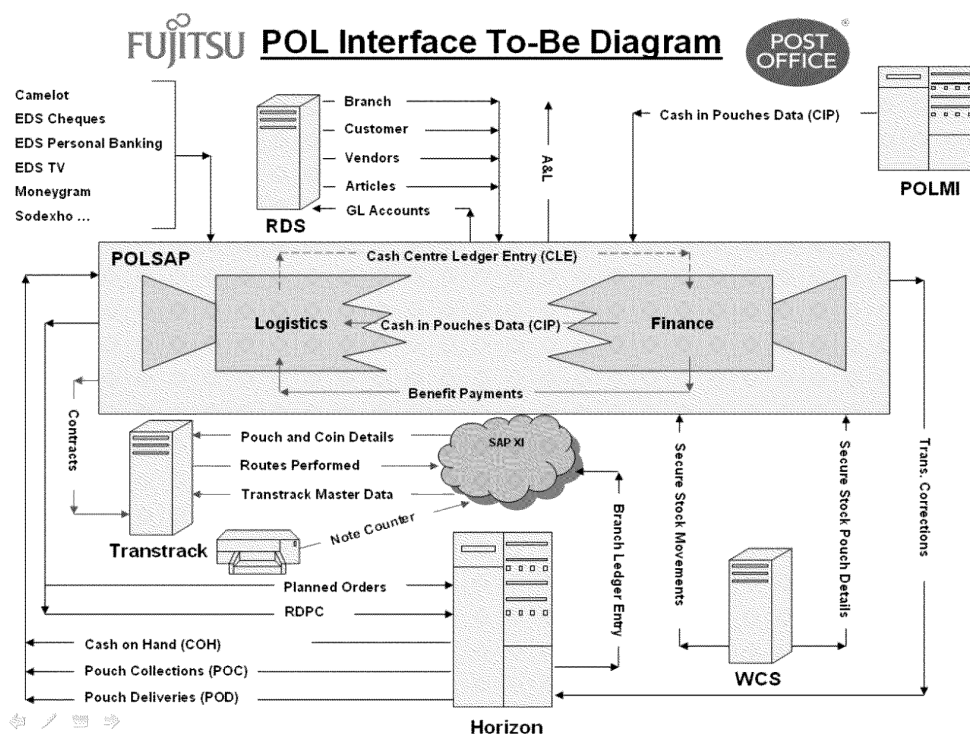 FUJITSU POL Interface To-Be Diagram POST OFFICE
Camelot
EDS Cheques
EDS Personal Banking
EDS TV
Moneygram
Sodexho ...
Branch
Customer
Vendors
Articles
GL Accounts
RDS
A&L
Cash in Pouches Data (CIP)
POLMI
POLSAP
Cash Centre Ledger Entry (CLE)
Logistics
Cash in Pouches Data (CIP)
Finance
Benefit Payments
Contracts
Pouch and Coin Details
Routes Performed
Transtrack Master Data
SAP XI
Transtrack
Note Counter
Branch Ledger Entry
Secure Stock Movements
Secure Stock Pouch Details
Trans. Corrections
Planned Orders
RDPC
Cash on Hand (COH)
Pouch Collections (POC)
Pouch Deliveries (POD)
WCS
Horizon